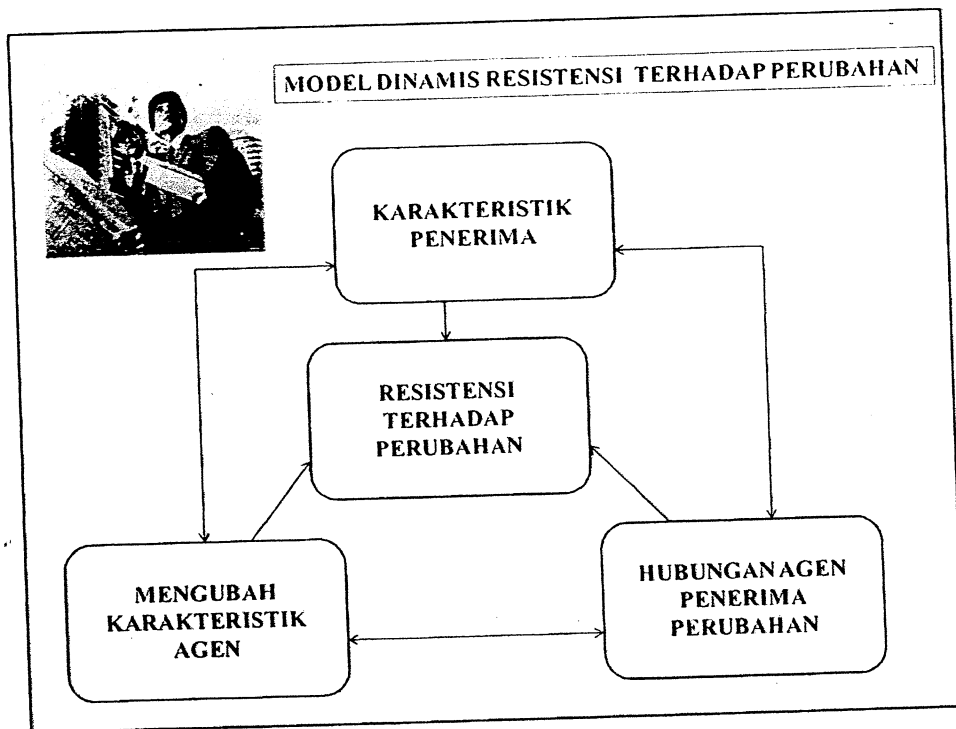 MODEL DINAMIS RESISTENSI TERHADAP PERUBAHAN
KARAKTERISTIK
PENERIMA
RESISTENSI
TERHADAP
PERUBAHAN
MENGUBAH
KARAKTERISTIK
AGEN
HUBUNGAN AGEN
PENERIMA
PERUBAHAN